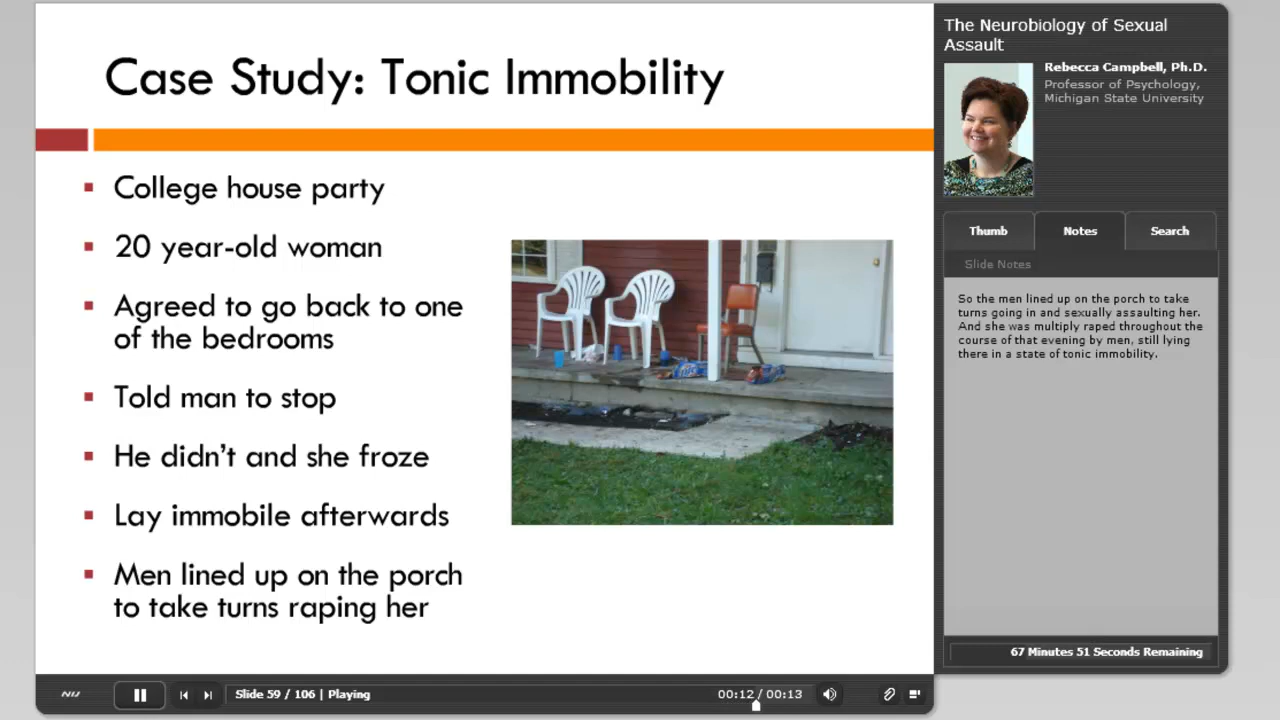 Case Study: Tonic Immobility
College house party
20 year-old woman
Agreed to go back to one
of the bedrooms
Told man to stop
He didn't and she froze
Lay immobile afterwards
Men lined up on the porch
to take turns raping her
The Neurobiology of Sexual
Assault
Rebecca Campbell, Ph.D.
Professor of Psychology,
Michigan State University
Thumb Notes Search
Slide Notes
So the men lined up on the porch to take
turns going in and sexually assaulting her.
And she was multiply raped throughout the
course of that evening by men, still lying
there in a state of tonic immobility.
67 Minutes 51 Seconds Remaining
NIJ
Slide 59 / 106 | Playing
00:12 / 00:13